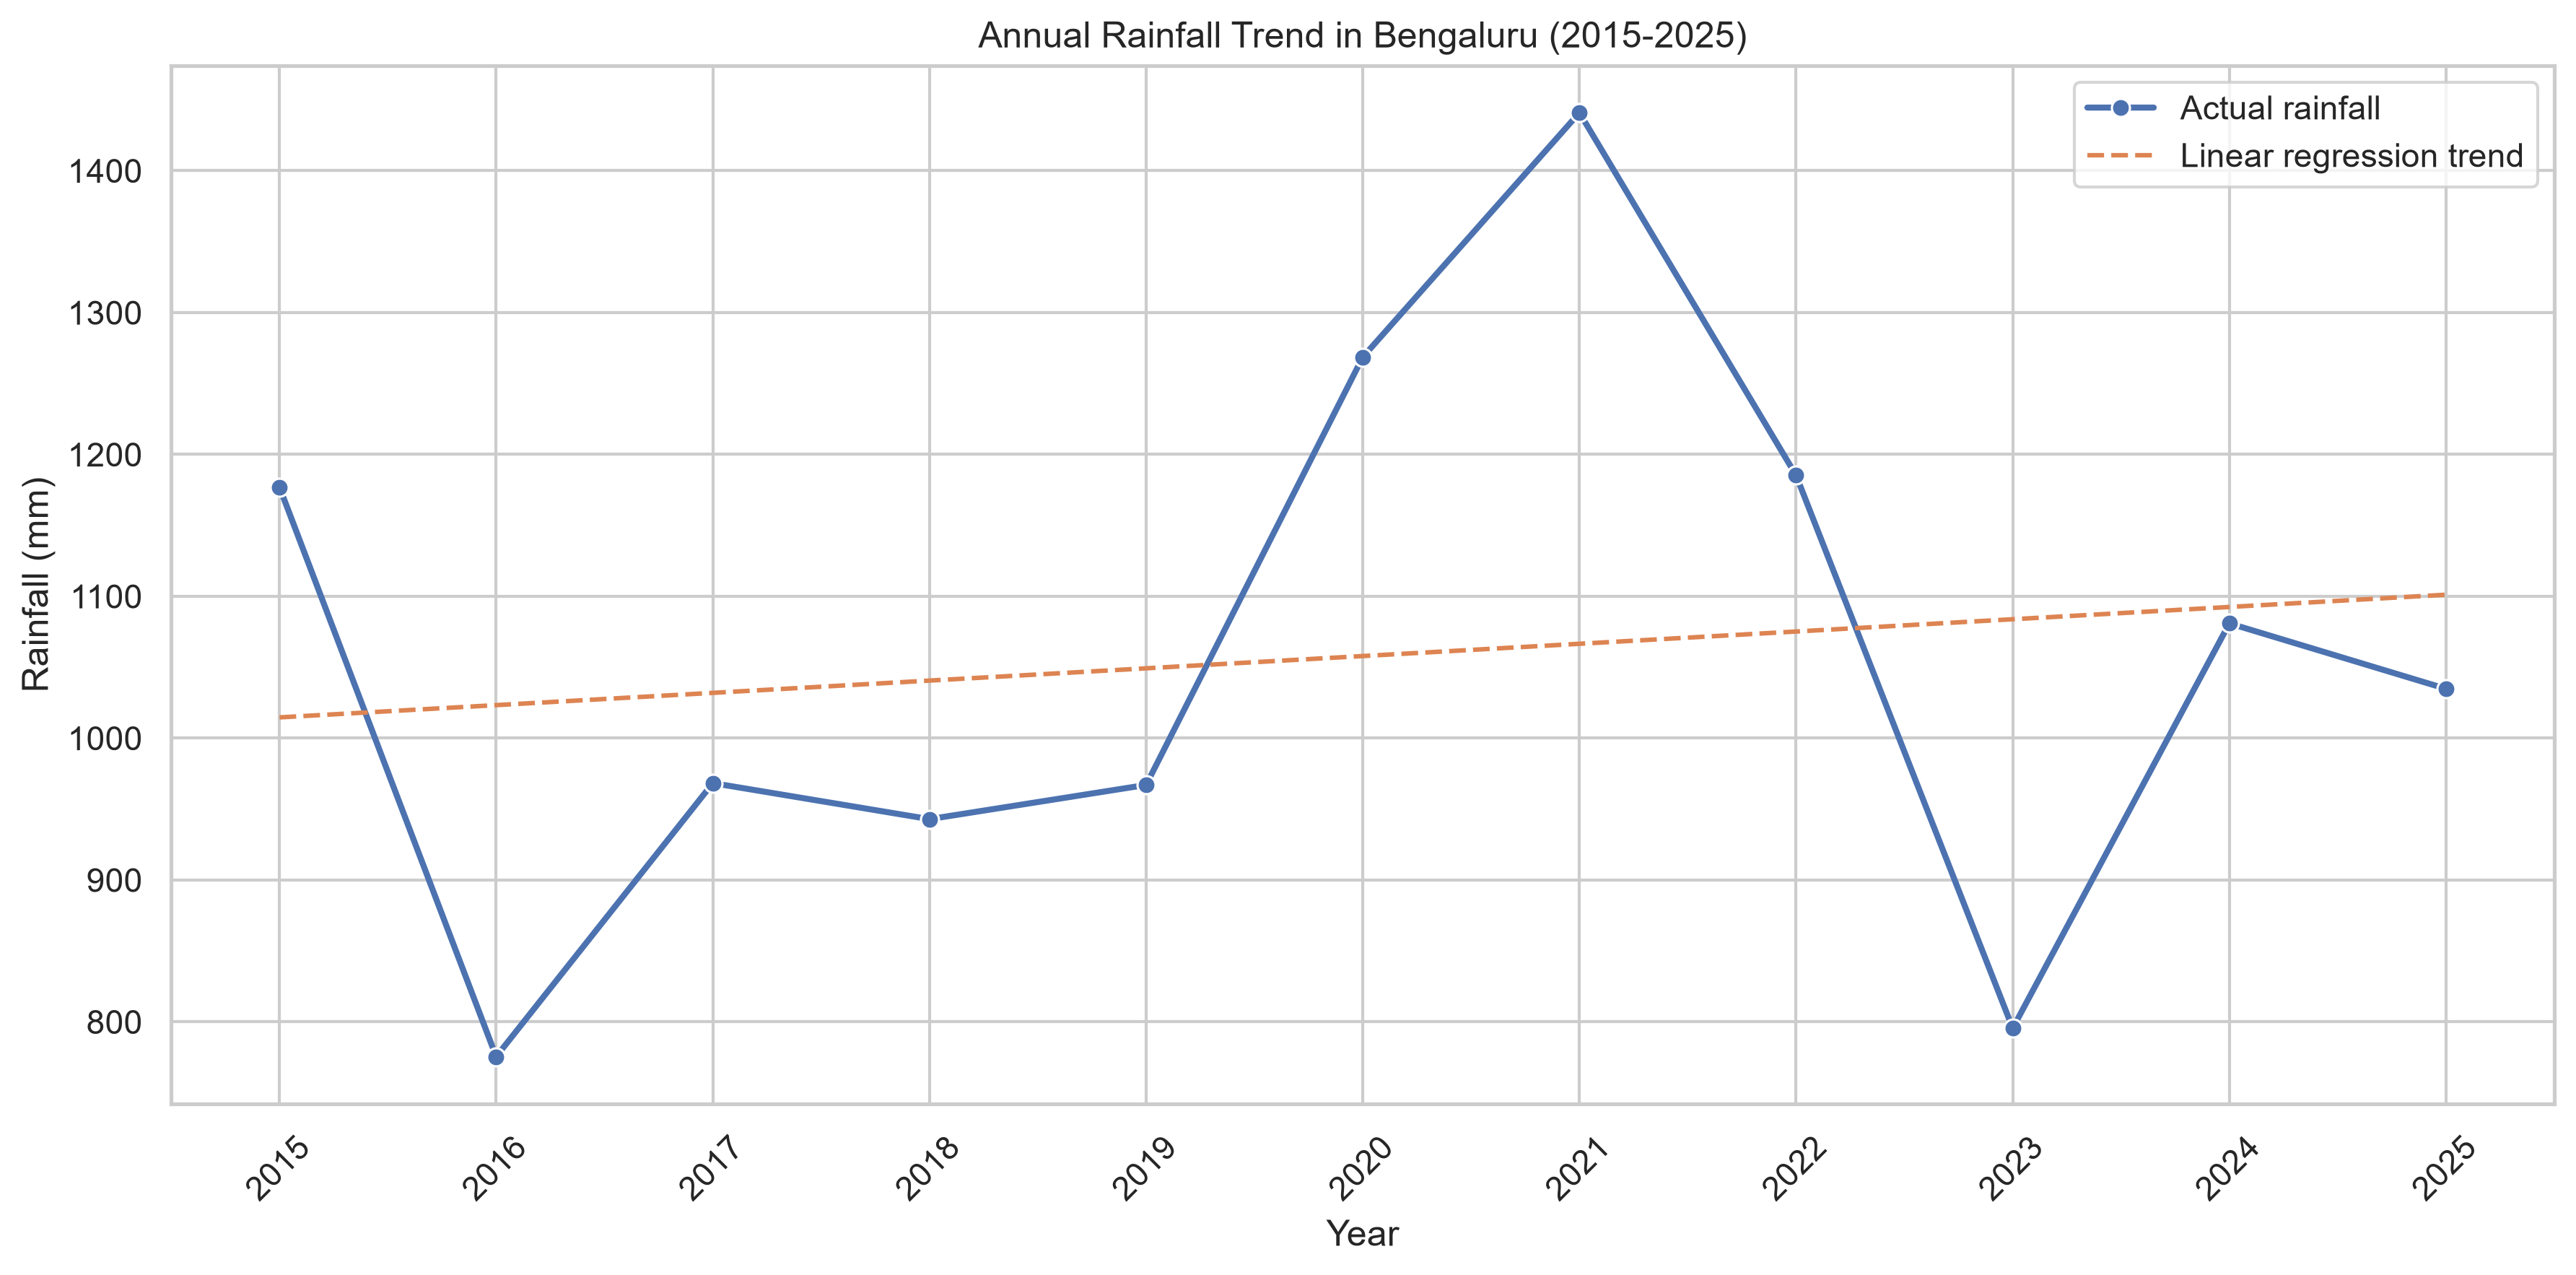 Annual Rainfall Trend in Bengaluru (2015-2025)
Actual rainfall
Linear regression trend
Rainfall (mm)
1400
1300
1200
1100
1000
900
800
2015 2016 2017 2018 2019 2020 2021 2022 2023 2024 2025
Year